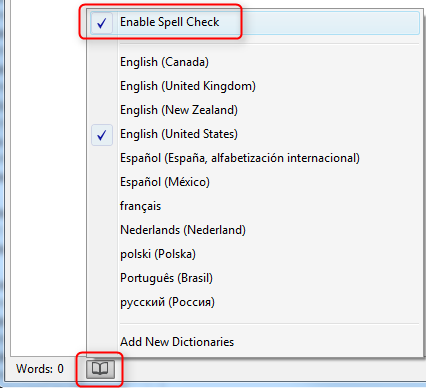 Enable Spell Check
English (Canada)
English (United Kingdom)
English (New Zealand)
English (United States)
Español (España, alfabetización internacional)
Español (México)
français
Nederlands (Nederland)
polski (Polska)
Português (Brasil)
русский (Россия)
Add New Dictionaries
Words: 0